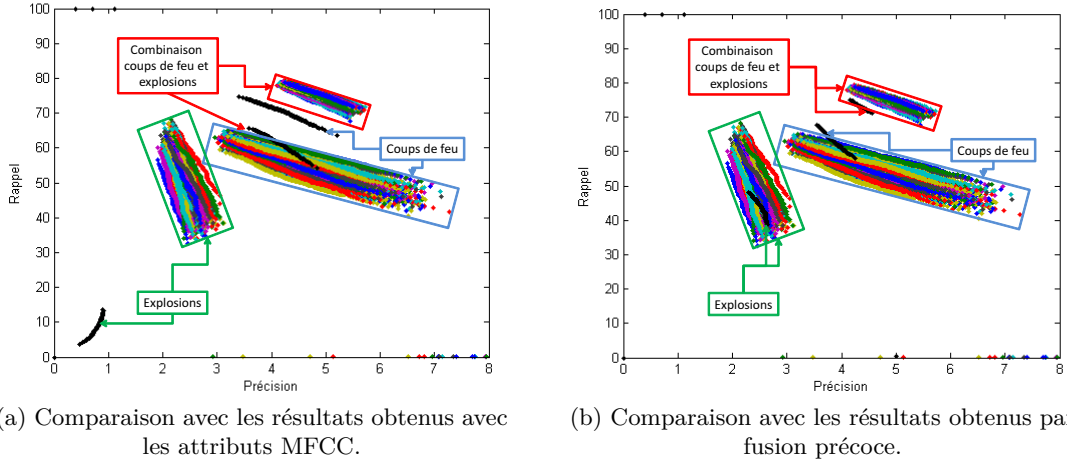 100
90
80
70
60
50
40
30
20
10
0
Rappel
0 1 2 3 4 5 6 7 8
Précision
Combinaison
coups de feu et
explosions
Coups de feu
Explosions
(a) Comparaison avec les résultats obtenus avec
les attributs MFCC.
100
90
80
70
60
50
40
30
20
10
0
Rappel
0 1 2 3 4 5 6 7 8
Précision
Combinaison
coups de feu et
explosions
Coups de feu
Explosions
(b) Comparaison avec les résultats obtenus par
fusion précoce.